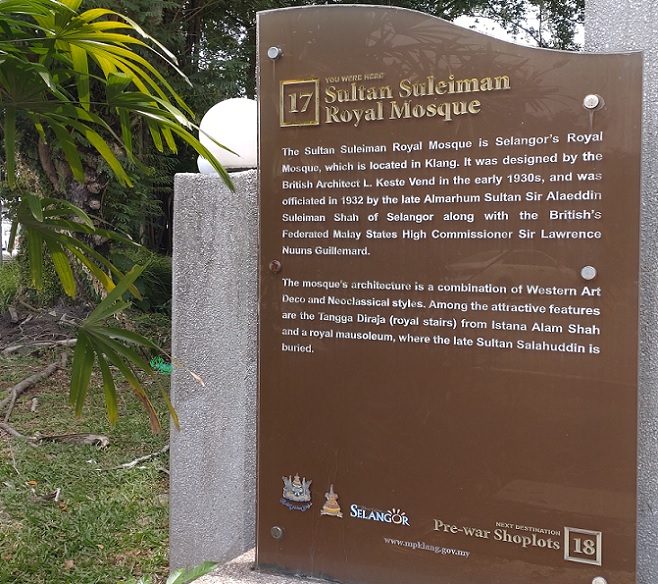 YOU WERE HERE
17 Sultan Suleiman
Royal Mosque
The Sultan Suleiman Royal Mosque is Selangor's Royal
Mosque, which is located in Klang. It was designed by the
British Architect L. Keste Vend in the early 1930s, and was
officiated in 1932 by the late Almarhum Sultan Sir Alaeddin
Suleiman Shah of Selangor along with the British's
Federated Malay States High Commissioner Sir Lawrence
Nuuns Guillemard.
The mosque's architecture is a combination of Western Art
Deco and Neoclassical styles. Among the attractive features
are the Tangga Diraja (royal stairs) from Istana Alam Shah
and a royal mausoleum, where the late Sultan Salahuddin is
buried.
SELANGOR
www.mpklang.gov.my
NEXT DESTINATION
Pre-war Shoplots 18